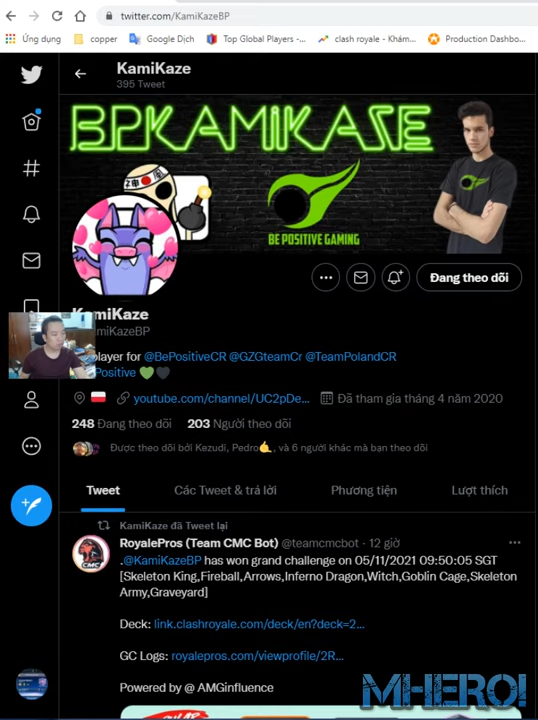 twitter.com/KamiKazeBP
Ứng dụng
copper
Google Dịch
Top Global Players -...
clash royale - Khám...
Production Dashbo...
KamiKaze
395 Tweet
BPKAMIKASE
BE POSITIVE GAMING
Đang theo dõi
KamiKaze
amiKazeBP
player for @BePositiveCR @GZGteamCr @TeamPolandCR
Positive
youtube.com/channel/UC2pDe...
Đã tham gia tháng 4 năm 2020
248 Đang theo dõi 203 Người theo dõi
Được theo dõi bởi Kezudi, Pedro, và 6 người khác mà bạn theo dõi
Tweet
Các Tweet & trả lời
Phương tiện
Lượt thích
KamiKaze đã Tweet lại
RoyalePros (Team CMC Bot) @teamcmcbot · 12 giờ
CMC
.@KamiKazeBP has won grand challenge on 05/11/2021 09:50:05 SGT
[Skeleton King,Fireball,Arrows,Inferno Dragon,Witch,Goblin Cage,Skeleton
Army,Graveyard]
Deck: link.clashroyale.com/deck/en?deck=2...
GC Logs: royalepros.com/viewprofile/2R...
Powered by @ AMGinfluence
MHERO!